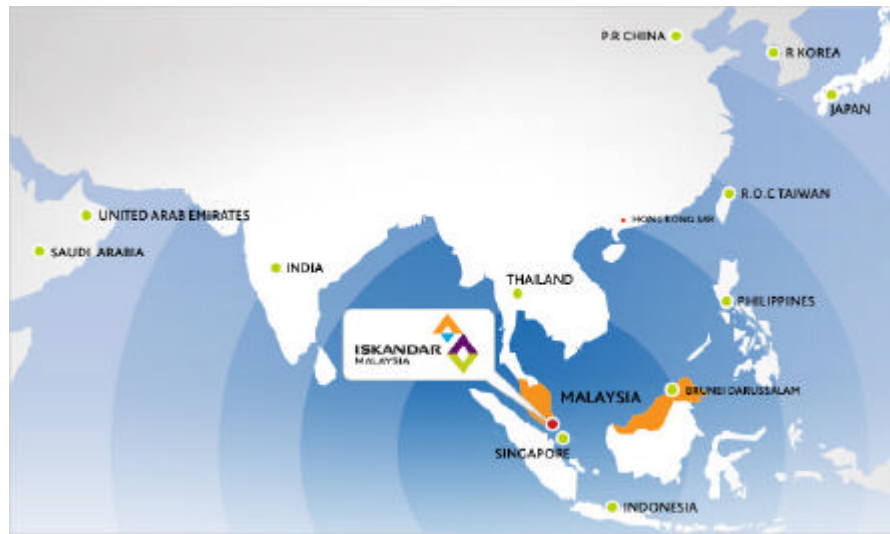 P.R CHINA
R KOREA
JAPAN
R.O.C TAIWAN
UNITED ARAB EMIRATES
HONG KONG SAR
SAUDI ARABIA
INDIA
THAILAND
PHILIPPINES
ISKANDAR
MALAYSIA
MALAYSIA
BRUNEI DARUSSALAM
SINGAPORE
INDONESIA